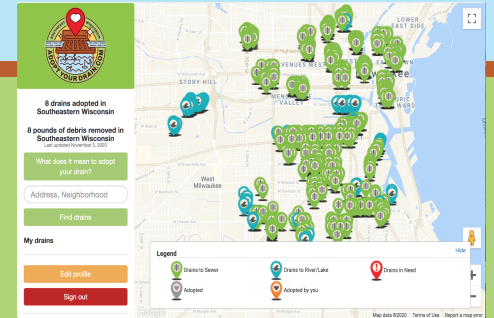 ADOPT YOUR DRAIN.COM
8 drains adopted in
Southeastern Wisconsin
8 pounds of debris removed in
Southeastern Wisconsin
Last updated November 3, 2020
What does it mean to adopt
your drain?
Address, Neighborhood
Find drains
My drains
Edit profile
Sign out
LOWER
EAST SIDE
STORY HILL
VALLEY
WARD
West
Milwaukee
Hide
Legend
Drains to Sewer
Drains to River/Lake
Drains in Need
Adopted
Adopted by you
Google
Map data ©2020 Terms of Use Report a map error